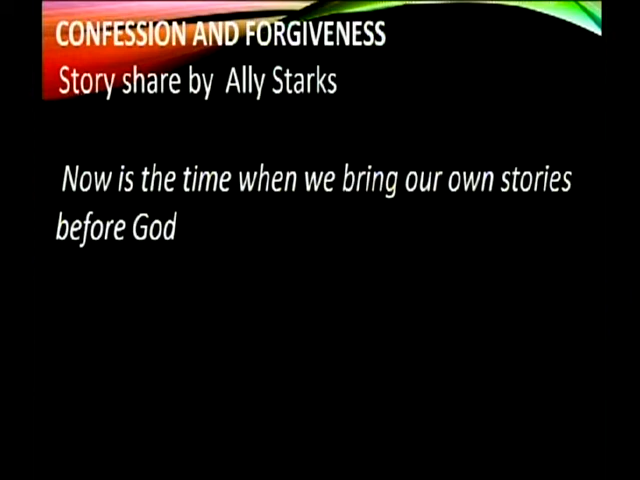 CONFESSION AND FORGIVENESS
Story share by Ally Starks
Now is the time when we bring our own stories
before God